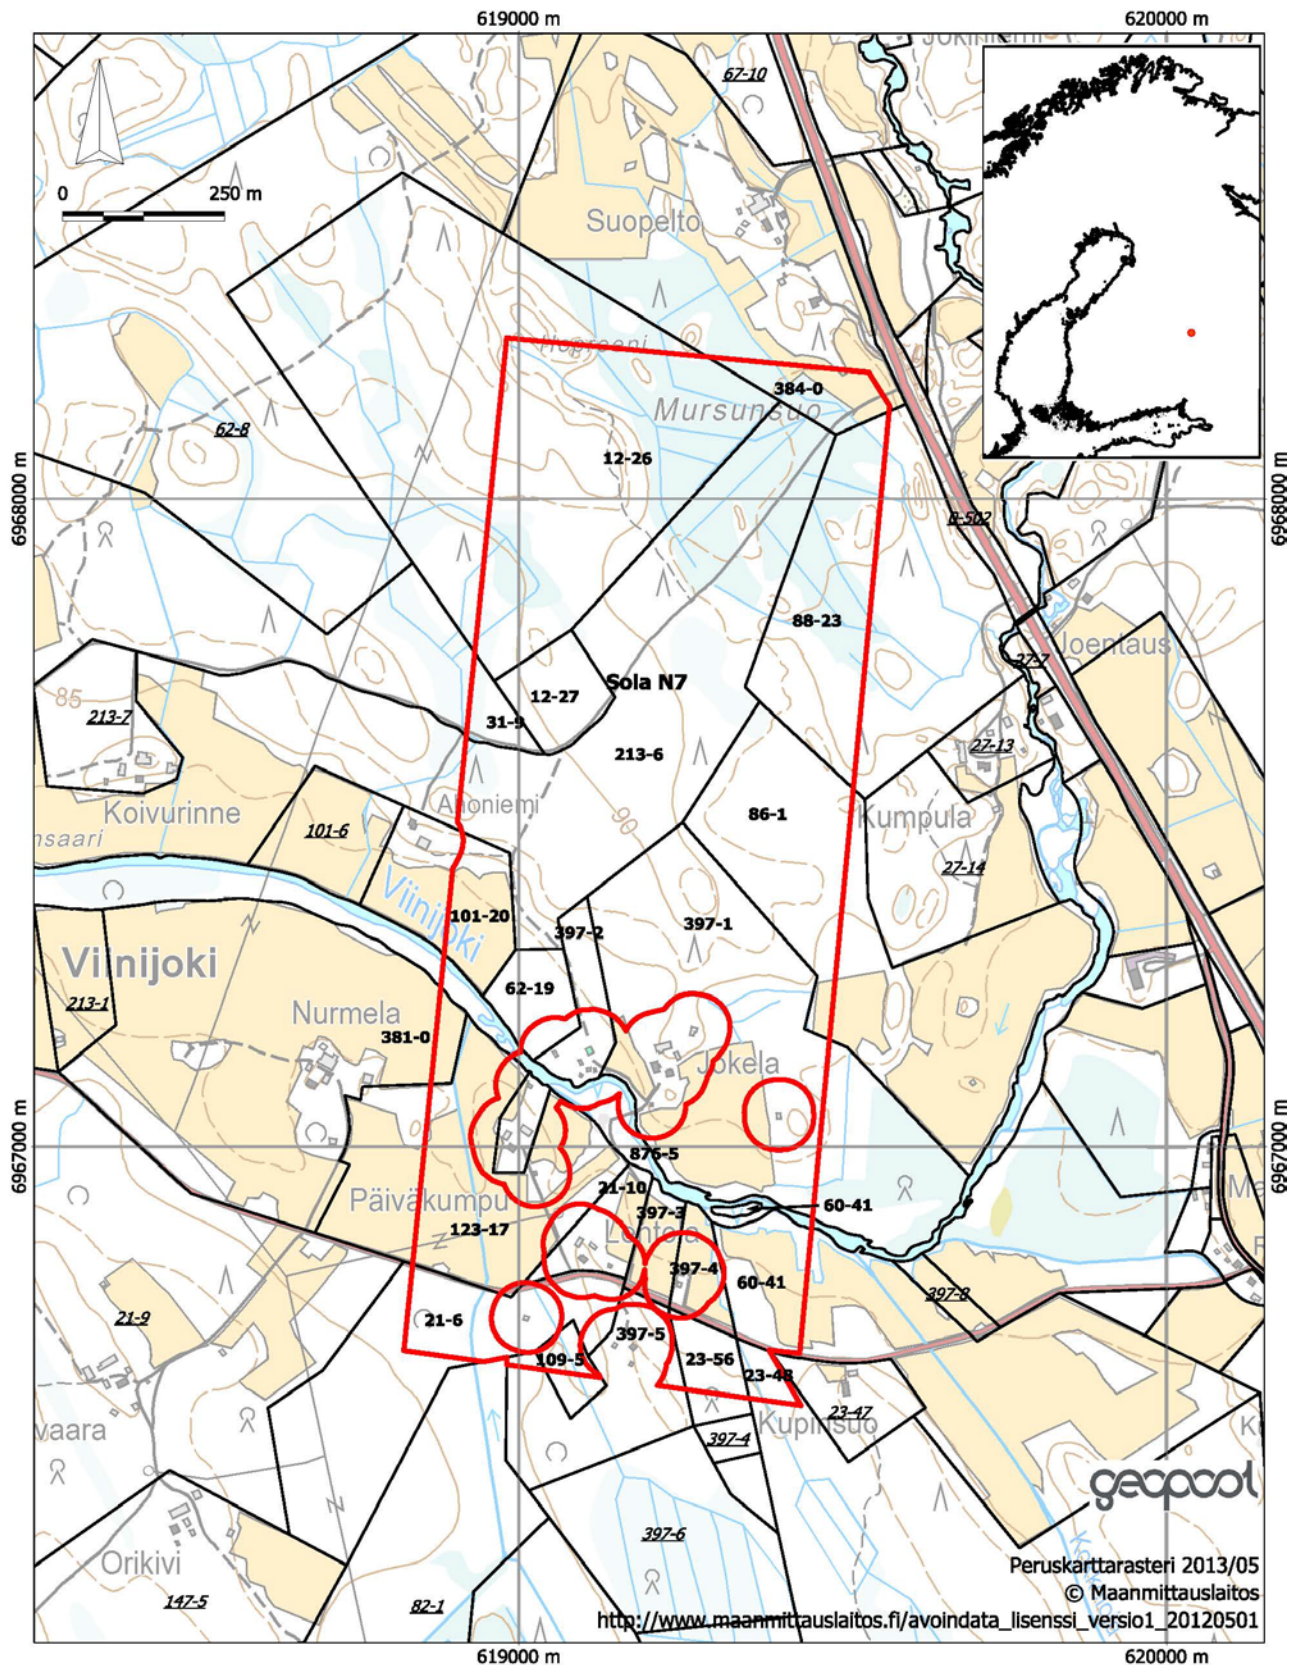 619000 m
620000 m
Jokiniemi
67-10
0
250 m
Suopelto
384-0
Mursunsuo
62-8
12-26
6968000 m
6968000 m
8-502
88-23
Joentaus
27-7
Sola N7
12-27
85
213-7
31-9
27-13
213-6
Koivurinne
Ahoniemi
90
86-1
Kumpula
nsaari
101-6
27-14
Viinijoki
101-20
397-2
397-1
Viinijoki
62-19
213-1
Nurmela
381-0
Jokela
6967000 m
6967000 m
876-5
21-10
Päiväkumpu
397-3
60-41
123-17
Lehtola
397-4
60-41
397-8
21-9
21-6
397-5
109-5
23-56
23-48
23-47
Kupinsuo
vaara
397-4
geopool
397-6
Orikivi
Peruskarttarasteri 2013/05
© Maanmittauslaitos
147-5
82-1
http://www.maanmittauslaitos.fi/avoindata_lisenssi_versio1_20120501
619000 m
620000 m